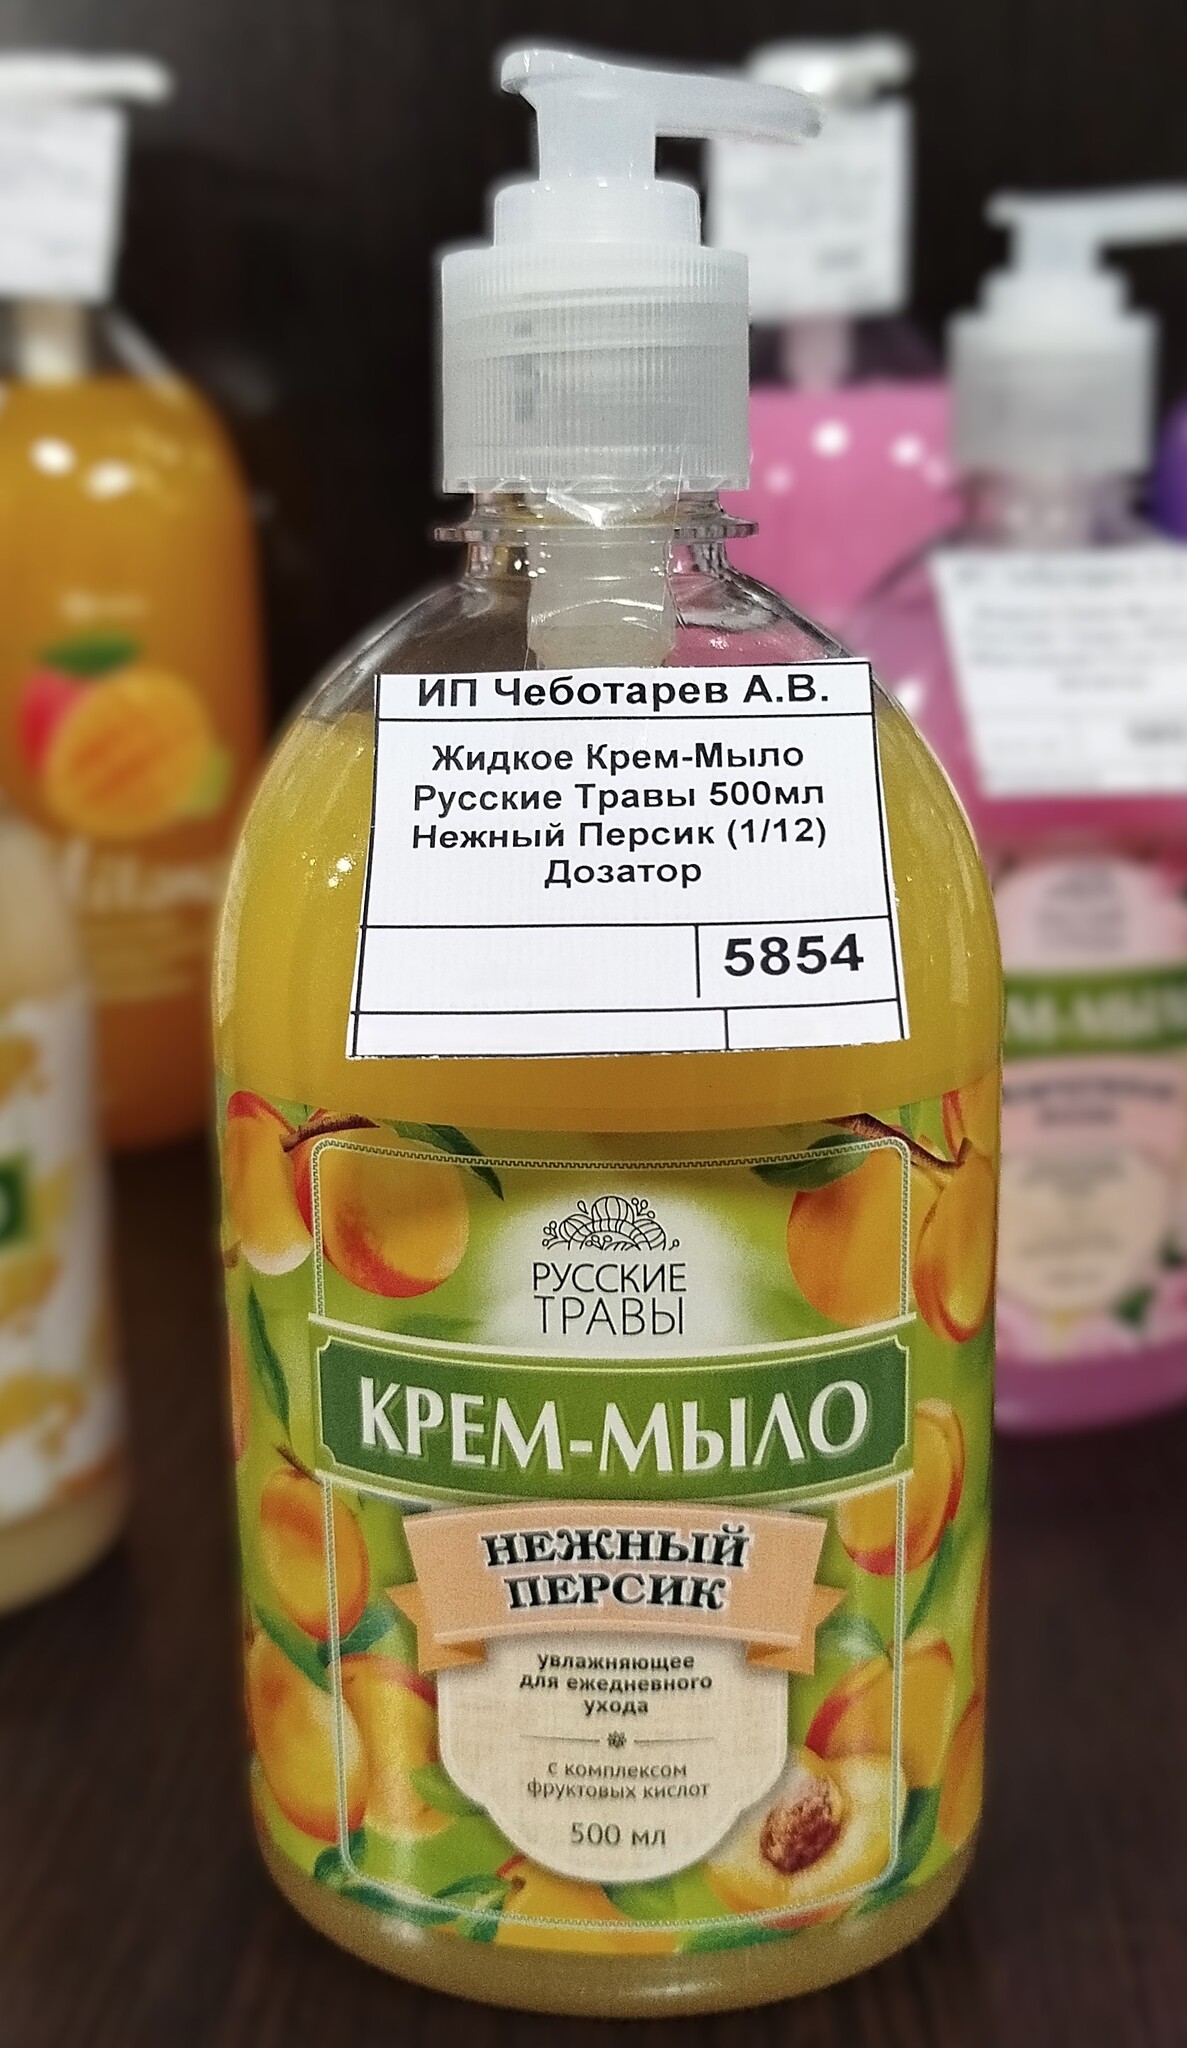 ИП Чеботарев А.В.
Жидкое Крем-Мыло
Русские Травы 500мл
Нежный Персик (1/12)
Дозатор
5854
РУССКИЕ
ТРАВЫ
КРЕМ-МЫЛО
НЕЖНЫЙ
ПЕРСИК
увлажняющее
для ежедневного
ухода
с комплексом
фруктовых кислот
500 мл